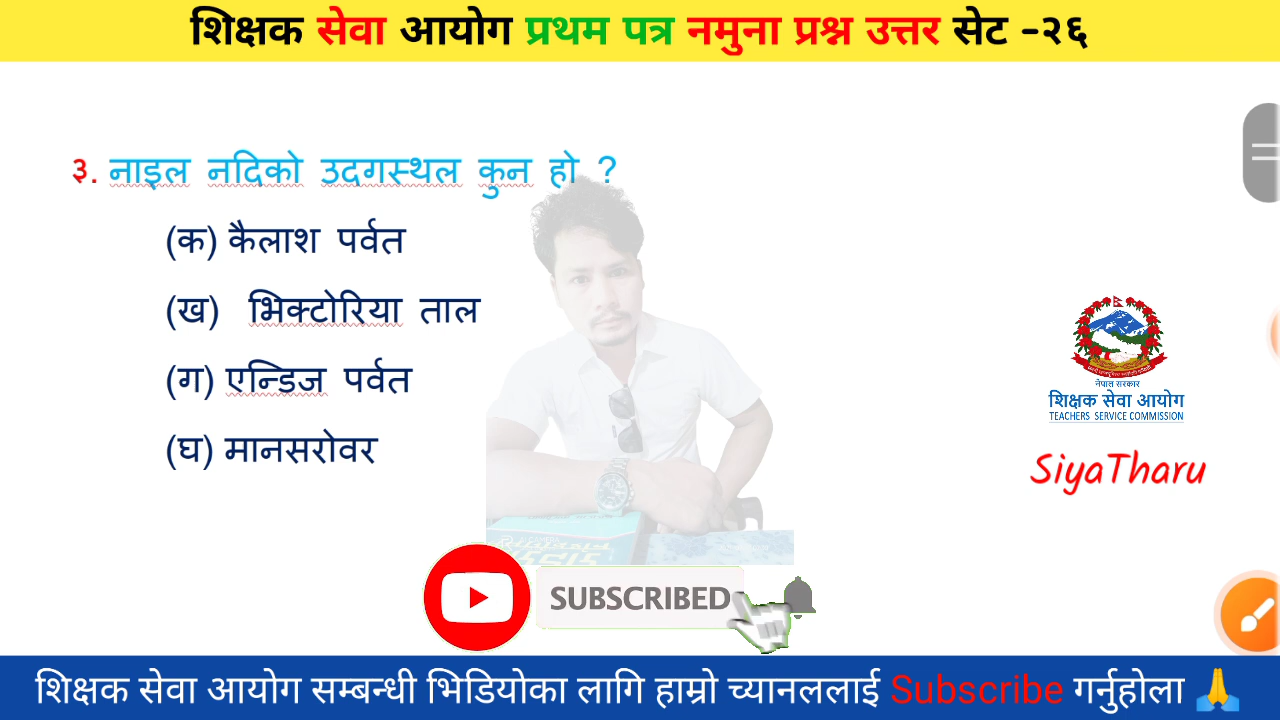 शिक्षक सेवा आयोग प्रथम पत्र नमुना प्रश्न उत्तर सेट -२६
३. नाइल नदिको उदगस्थल कुन हो ?
(क) कैलाश पर्वत
(ख) भिक्टोरिया ताल
(ग) एन्डिज पर्वत
(घ) मानसरोवर
नेपाल सरकार
शिक्षक सेवा आयोग
TEACHERS SERVICE COMMISSION
SiyaTharu
SUBSCRIBED
शिक्षक सेवा आयोग सम्बन्धी भिडियोका लागि हाम्रो च्यानललाई Subscribe गर्नुहोला 🙏